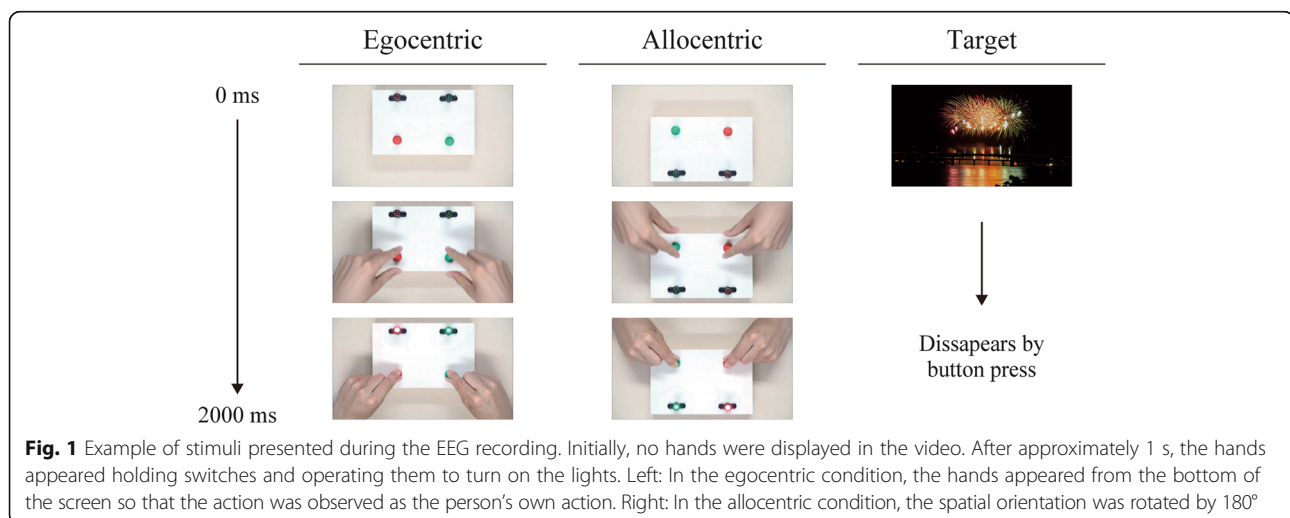 Egocentric
Allocentric
Target
0 ms
2000 ms
Dissapears by
button press
Fig. 1 Example of stimuli presented during the EEG recording. Initially, no hands were displayed in the video. After approximately 1 s, the hands
appeared holding switches and operating them to turn on the lights. Left: In the egocentric condition, the hands appeared from the bottom of
the screen so that the action was observed as the person’s own action. Right: In the allocentric condition, the spatial orientation was rotated by 180°